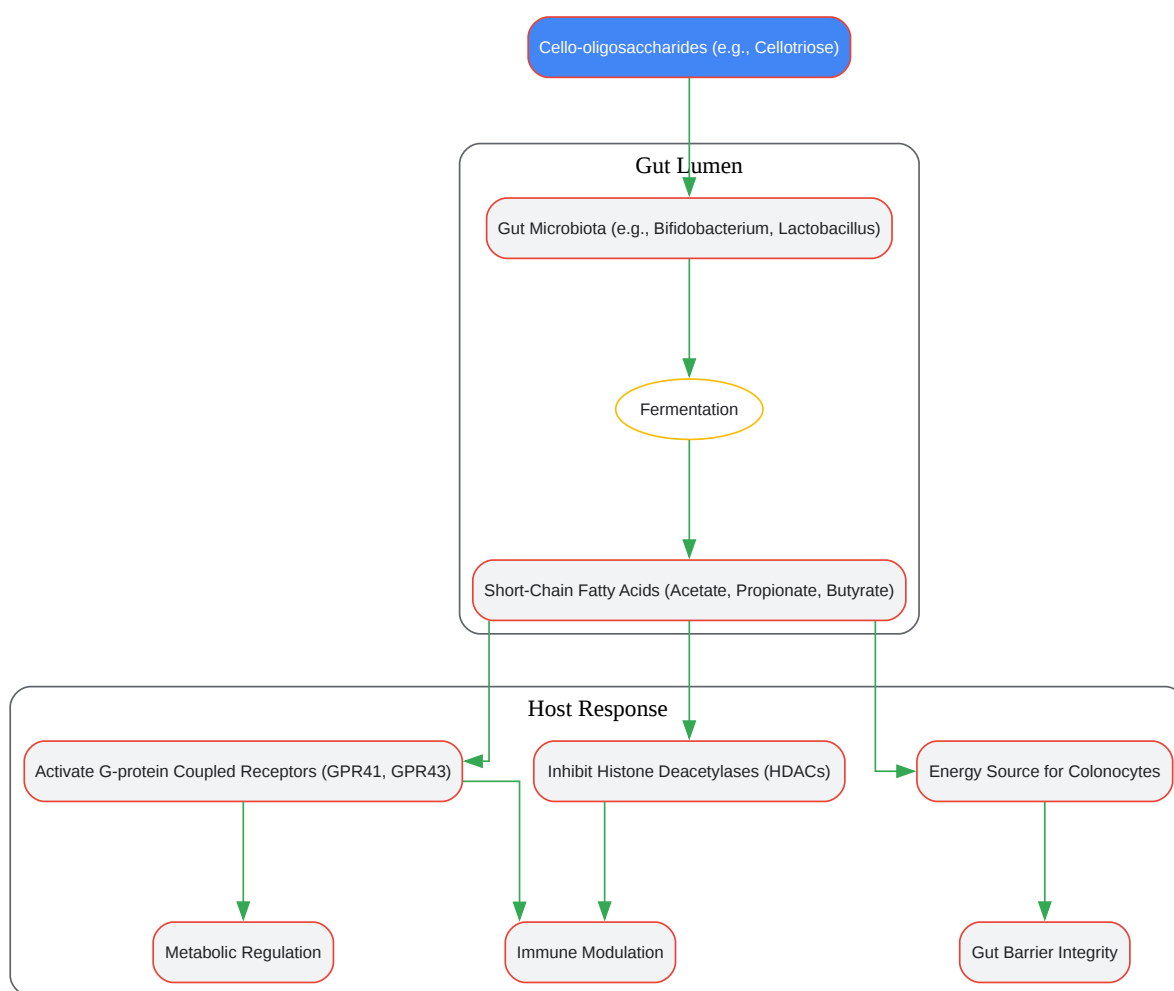 Cello-oligosaccharides (e.g., Cellotriose)
Gut Lumen
Gut Microbiota (e.g., Bifidobacterium, Lactobacillus)
Fermentation
Short-Chain Fatty Acids (Acetate, Propionate, Butyrate)
Host Response
Activate G-protein Coupled Receptors (GPR41, GPR43)
Inhibit Histone Deacetylases (HDACs)
Energy Source for Colonocytes
Metabolic Regulation
Immune Modulation
Gut Barrier Integrity